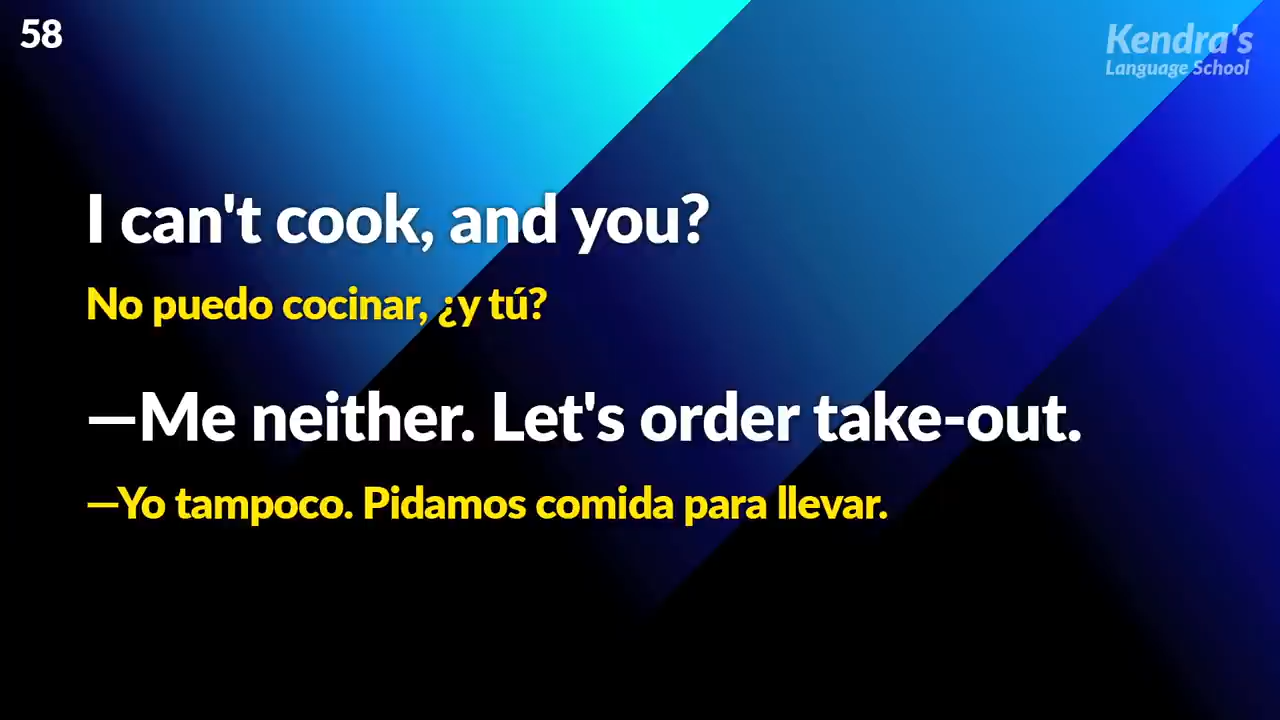 58
Kendra's
Language School
I can't cook, and you?
No puedo cocinar, ¿y tú?
—Me neither. Let's order take-out.
—Yo tampoco. Pidamos comida para llevar.